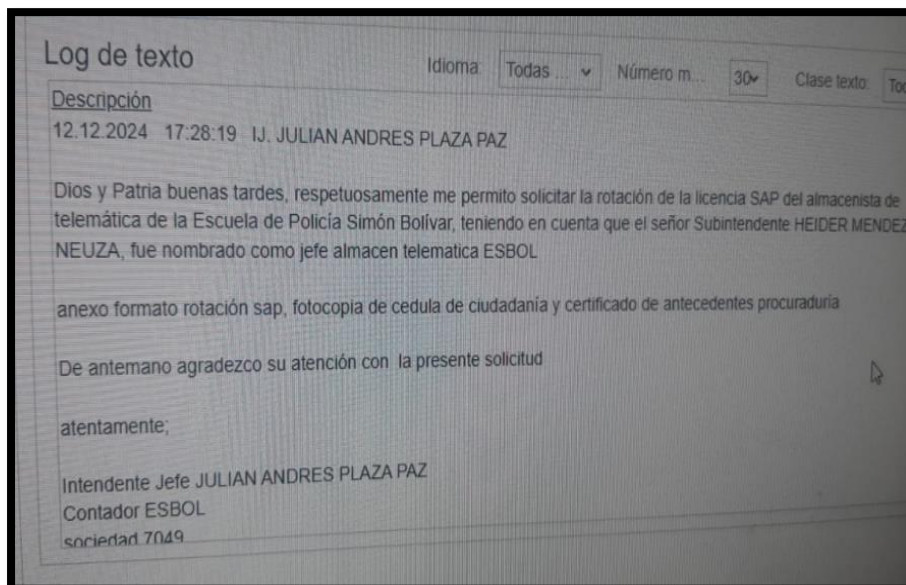 Log de texto
Idioma: Todas ... Número m... 30 Clase texto:
Descripción
12.12.2024 17:28:19 IJ. JULIAN ANDRES PLAZA PAZ
Dios y Patria buenas tardes, respetuosamente me permito solicitar la rotación de la licencia SAP del almacenista de
telemática de la Escuela de Policía Simón Bolívar, teniendo en cuenta que el señor Subintendente HEIDER MENDEZ
NEUZA, fue nombrado como jefe almacen telematica ESBOL
anexo formato rotación sap, fotocopia de cedula de ciudadanía y certificado de antecedentes procuraduría
De antemano agradezco su atención con la presente solicitud
atentamente;
Intendente Jefe JULIAN ANDRES PLAZA PAZ
Contador ESBOL
sociedad 7049